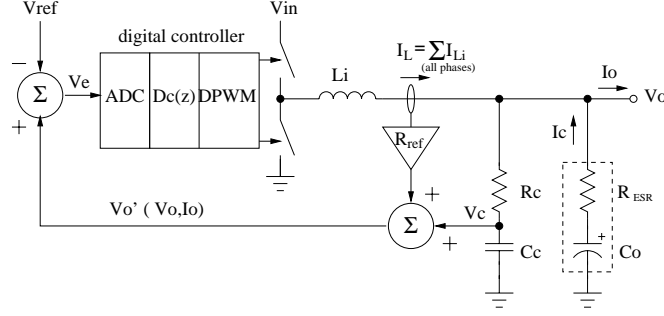 Vref
digital controller
Vin
−
Σ
+
Ve
ADC
Dc(z)
DPWM
Li
I_L = ∑ I_Li
(all phases)
Io
Vo
Rref
Ic
+
Σ
+
Vc
Rc
Cc
R_ESR
+
Co
Vo' ( Vo,Io)